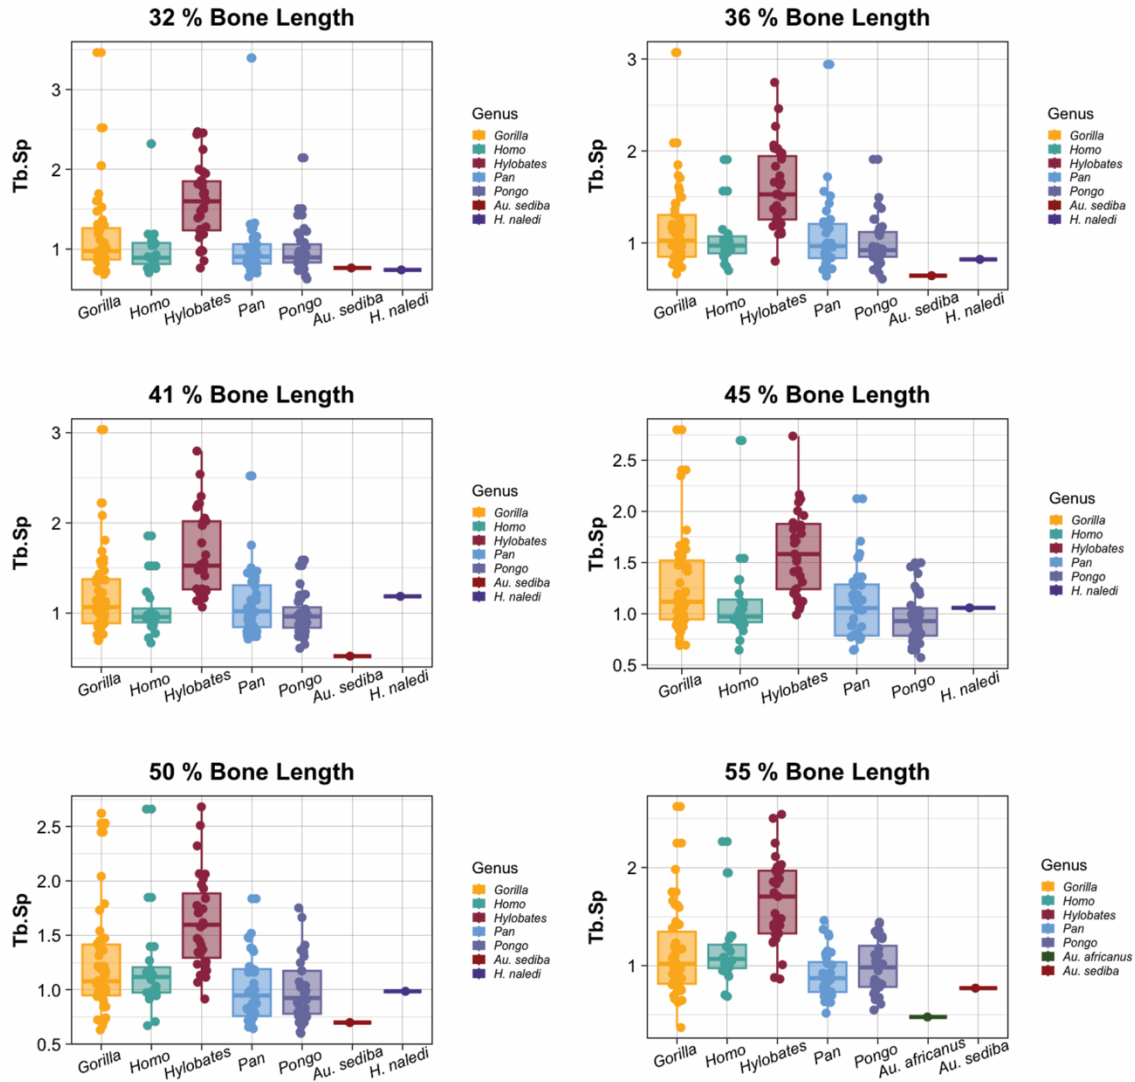 32 % Bone Length
Tb.Sp
3
2
1
Gorilla
Homo
Hylobates
Pan
Pongo
Au. sediba
H. naledi
Genus
Gorilla
Homo
Hylobates
Pan
Pongo
Au. sediba
H. naledi
36 % Bone Length
Tb.Sp
3
2
1
Gorilla
Homo
Hylobates
Pan
Pongo
Au. sediba
H. naledi
Genus
Gorilla
Homo
Hylobates
Pan
Pongo
Au. sediba
H. naledi
41 % Bone Length
Tb.Sp
3
2
1
Gorilla
Homo
Hylobates
Pan
Pongo
Au. sediba
H. naledi
Genus
Gorilla
Homo
Hylobates
Pan
Pongo
Au. sediba
H. naledi
45 % Bone Length
Tb.Sp
2.5
2.0
1.5
1.0
0.5
Gorilla
Homo
Hylobates
Pan
Pongo
H. naledi
Genus
Gorilla
Homo
Hylobates
Pan
Pongo
H. naledi
50 % Bone Length
Tb.Sp
2.5
2.0
1.5
1.0
0.5
Gorilla
Homo
Hylobates
Pan
Pongo
Au. sediba
H. naledi
Genus
Gorilla
Homo
Hylobates
Pan
Pongo
Au. sediba
H. naledi
55 % Bone Length
Tb.Sp
2
1
Gorilla
Homo
Hylobates
Pan
Pongo
Au. africanus
Au. sediba
Genus
Gorilla
Homo
Hylobates
Pan
Pongo
Au. africanus
Au. sediba